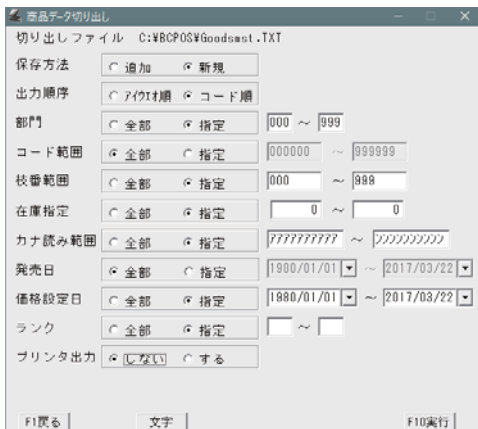 商品データ切り出し
切り出しファイル C:¥BCPOS¥Goodsmst.TXT
保存方法 追加 新規
出力順序 アイウエオ順 コード順
部門 全部 指定 000 ～ 999
コード範囲 全部 指定 000000 ～ 999999
枝番範囲 全部 指定 000 ～ 999
在庫指定 全部 指定 0 ～ 0
カナ読み範囲 全部 指定 ｱｱｱｱｱｱｱｱｱｱ ～ ﾝﾝﾝﾝﾝﾝﾝﾝﾝﾝ
発売日 全部 指定 1980/01/01 ～ 2017/03/22
価格設定日 全部 指定 1980/01/01 ～ 2017/03/22
ランク 全部 指定 ～
プリンタ出力 しない する
F1戻る 文字 F10実行